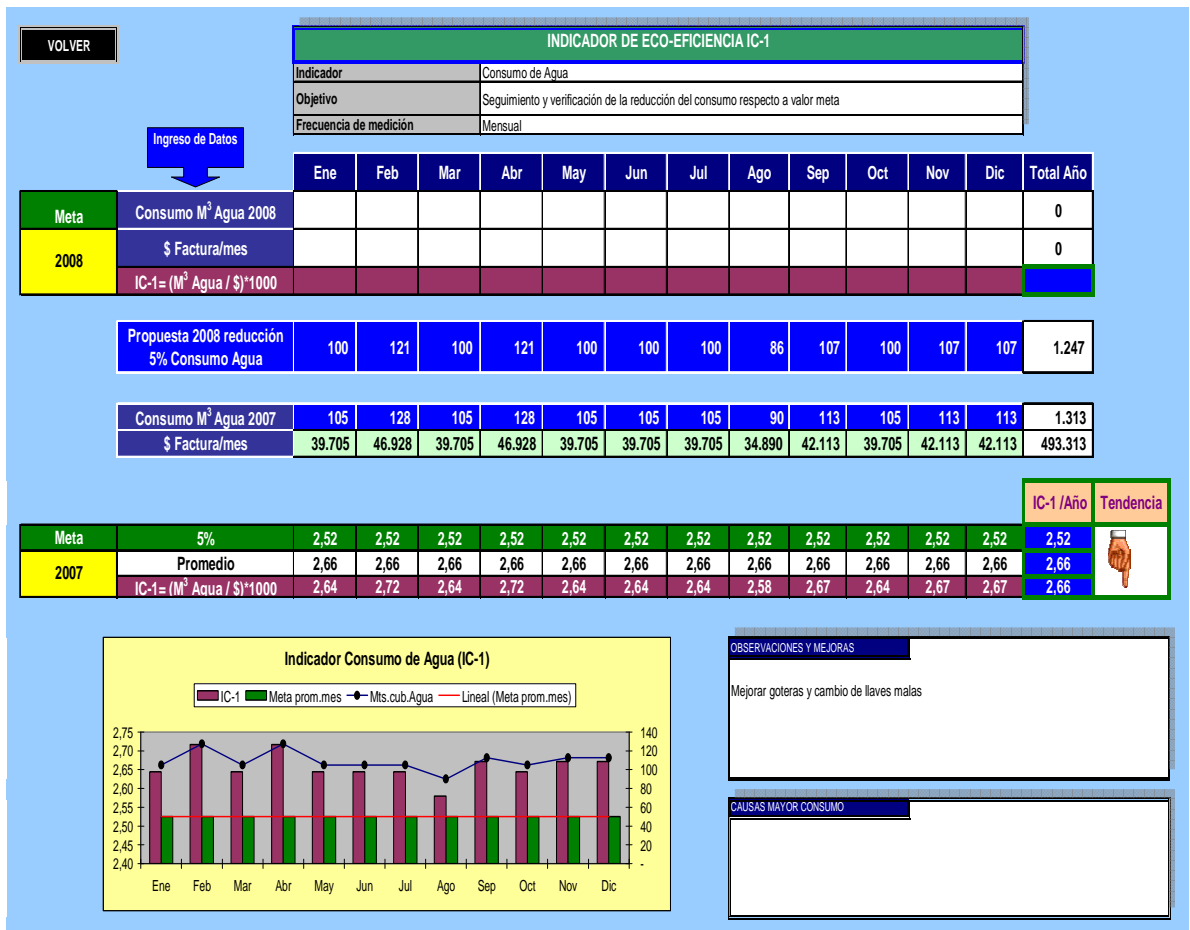 VOLVER
INDICADOR DE ECO-EFICIENCIA IC-1
Indicador Consumo de Agua
Objetivo Seguimiento y verificación de la reducción del consumo respecto a valor meta
Frecuencia de medición Mensual
Ingreso de Datos
Ene Feb Mar Abr May Jun Jul Ago Sep Oct Nov Dic Total Año
Meta Consumo M³ Agua 2008 0
2008 $ Factura/mes 0
IC-1= (M³ Agua / $)*1000
Propuesta 2008 reducción
5% Consumo Agua 100 121 100 121 100 100 100 86 107 100 107 107 1.247
Consumo M³ Agua 2007 105 128 105 128 105 105 105 90 113 105 113 113 1.313
$ Factura/mes 39.705 46.928 39.705 46.928 39.705 39.705 39.705 34.890 42.113 39.705 42.113 42.113 493.313
IC-1 /Año Tendencia
Meta 5% 2,52 2,52 2,52 2,52 2,52 2,52 2,52 2,52 2,52 2,52 2,52 2,52 2,52
2007 Promedio 2,66 2,66 2,66 2,66 2,66 2,66 2,66 2,66 2,66 2,66 2,66 2,66 2,66
IC-1= (M³ Agua / $)*1000 2,64 2,72 2,64 2,72 2,64 2,64 2,64 2,58 2,67 2,64 2,67 2,67 2,66
Indicador Consumo de Agua (IC-1)
IC-1 Meta prom.mes Mts.cub.Agua Lineal (Meta prom.mes)
2,75 140
2,70 120
2,65 100
2,60 80
2,55 60
2,50 40
2,45 20
2,40 -
Ene Feb Mar Abr May Jun Jul Ago Sep Oct Nov Dic
OBSERVACIONES Y MEJORAS
Mejorar goteras y cambio de llaves malas
CAUSAS MAYOR CONSUMO